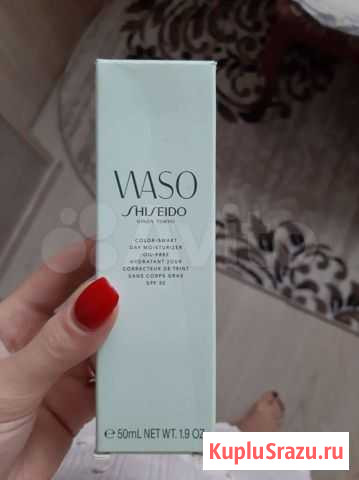 WASO
SHISEIDO
GINZA TOKYO
COLOR-SMART
DAY MOISTURIZER
OIL-FREE
HYDRATANT JOUR
CORRECTEUR DE TEINT
SANS CORPS GRAS
SPF 30
Avito
℮ 50mL NET WT. 1.9 OZ.
KupluSrazu.ru